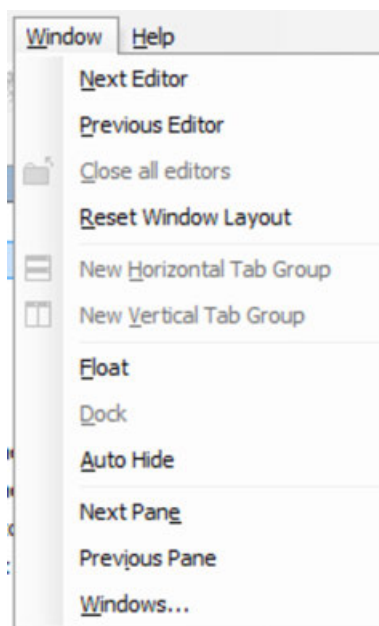 Window Help
Next Editor
Previous Editor
Close all editors
Reset Window Layout
New Horizontal Tab Group
New Vertical Tab Group
Float
Dock
Auto Hide
Next Pane
Previous Pane
Windows...